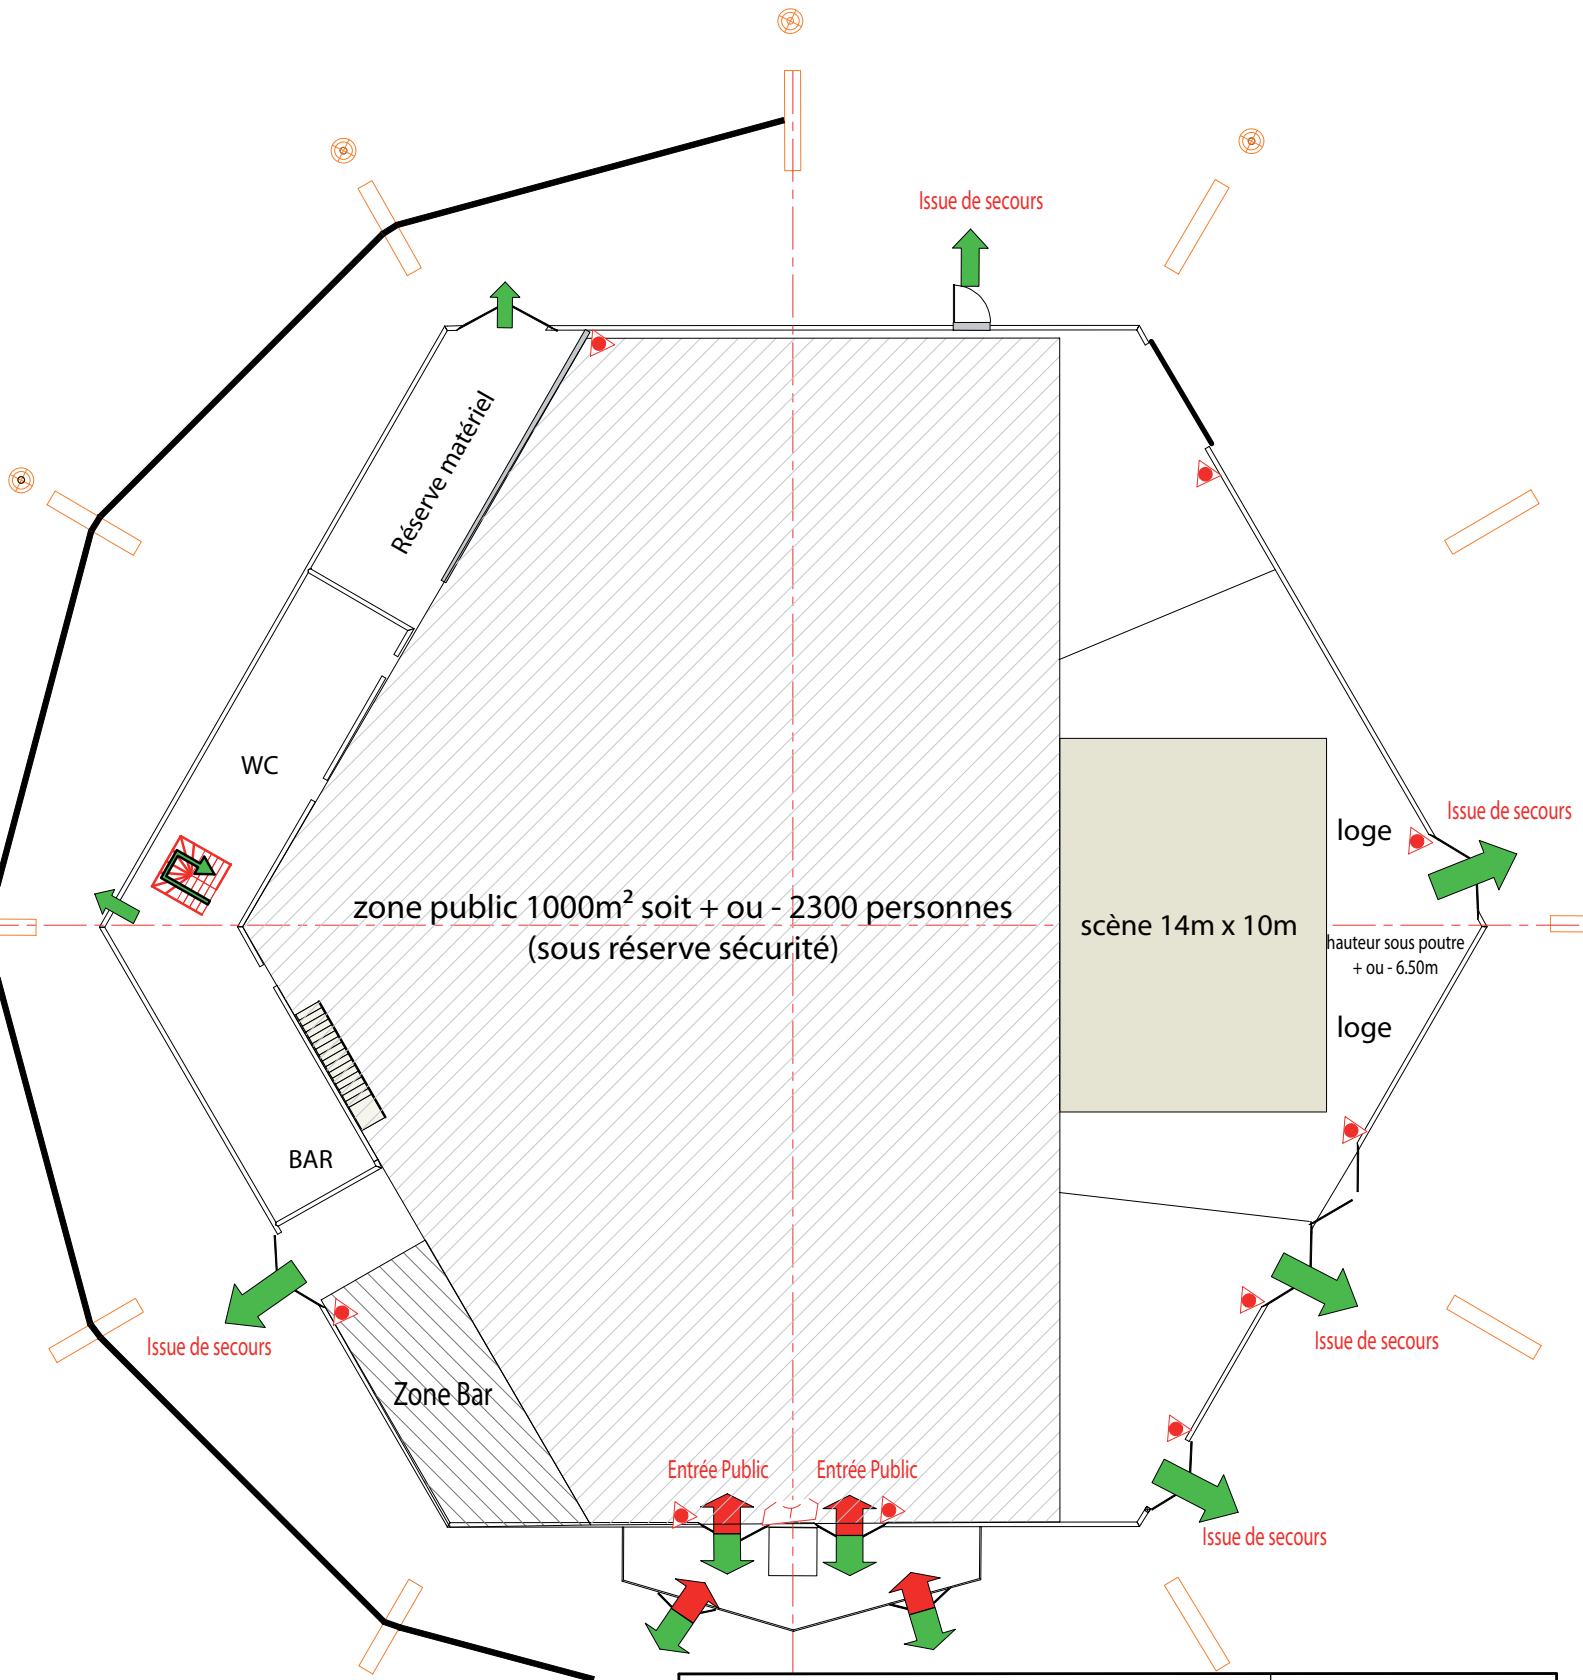 Issue de secours
Réserve matériel
WC
Issue de secours
loge
zone public 1000m² soit + ou - 2300 personnes
(sous réserve sécurité)
scène 14m x 10m
hauteur sous poutre
+ ou - 6.50m
loge
BAR
Issue de secours
Issue de secours
Zone Bar
Entrée Public
Entrée Public
Issue de secours